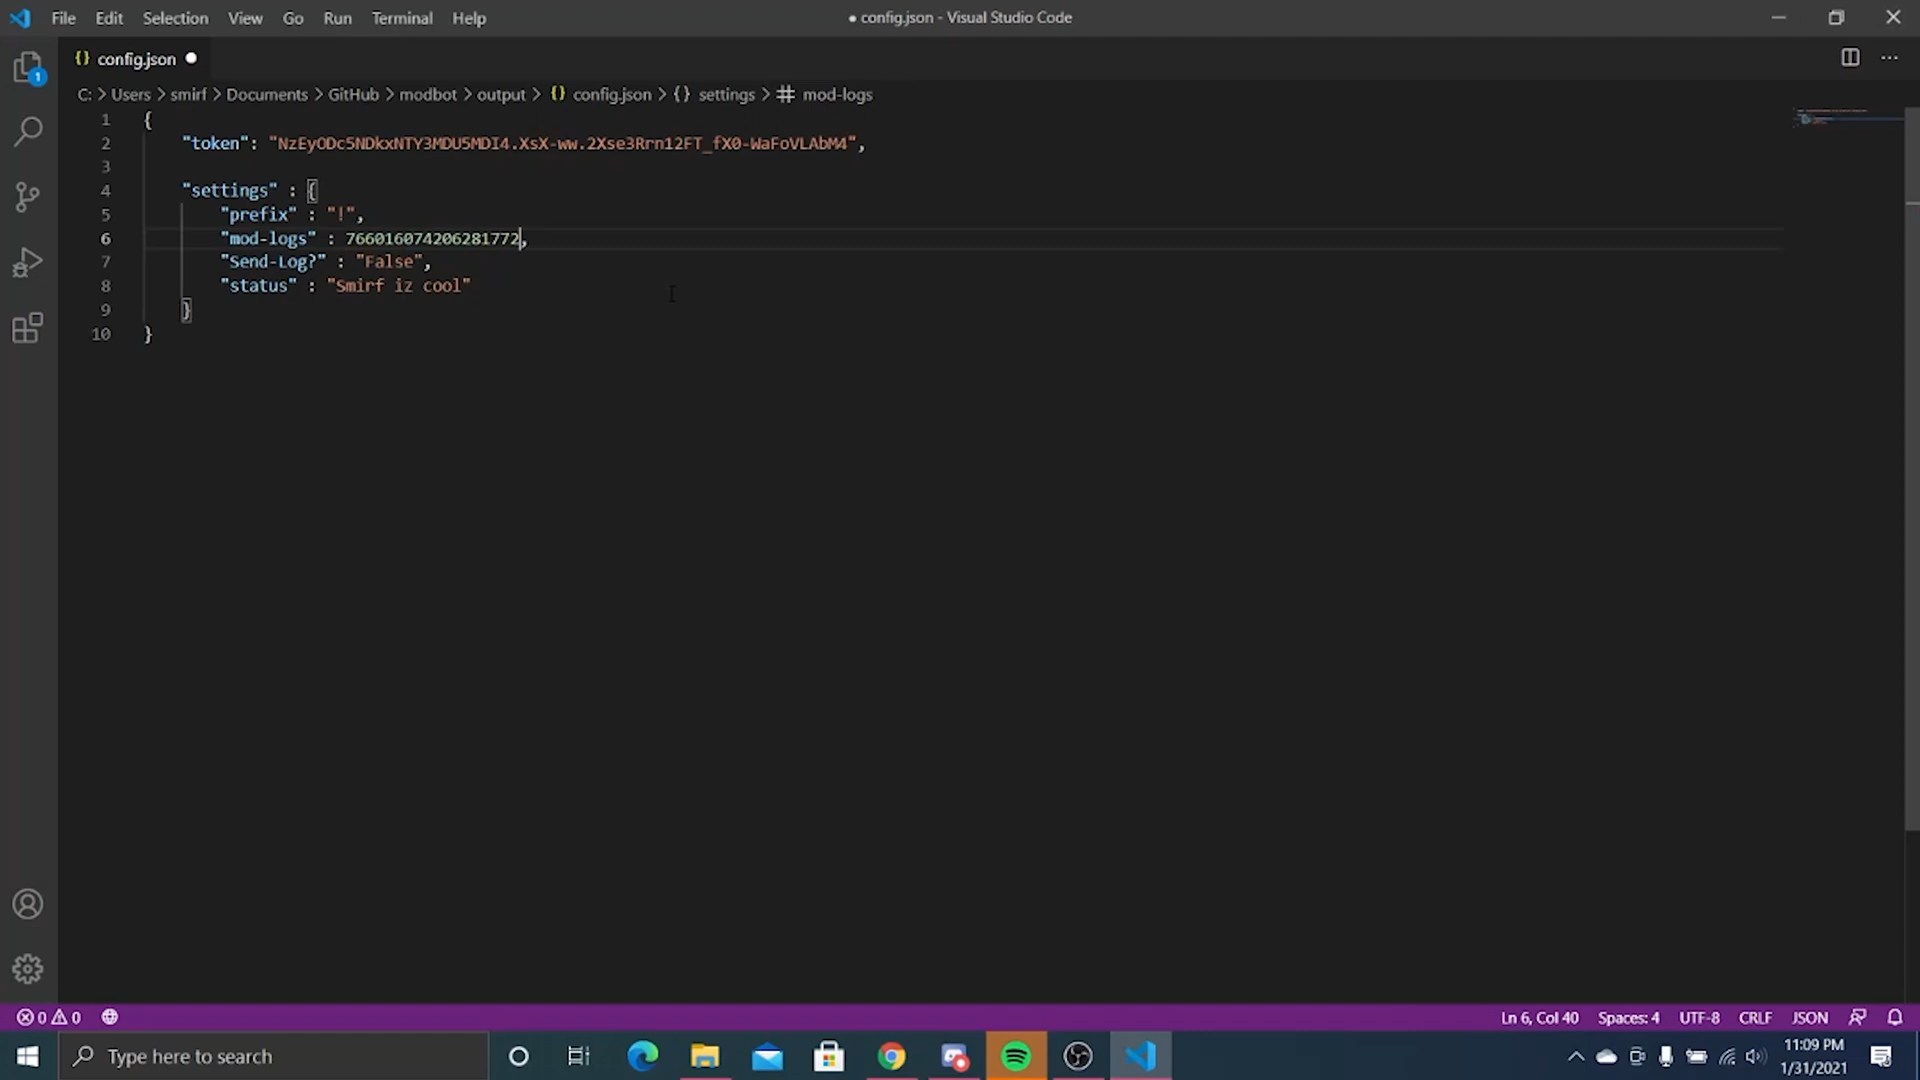 File Edit Selection View Go Run Terminal Help
● config.json - Visual Studio Code
1
{} config.json ●
C: > Users > smirf > Documents > GitHub > modbot > output > {} config.json > {} settings > # mod-logs
1 {
2 "token": "NzEyODc5NDkxNTY3MDU5MDI4.XsX-ww.2Xse3Rrn12FT_fX0-WaFoVLAbM4",
3
4 "settings" : {
5 "prefix" : "!",
6 "mod-logs" : 766016074206281772,
7 "Send-Log?" : "False",
8 "status" : "Smirf iz cool"
9 }
10 }
0 0
Ln 6, Col 40 Spaces: 4 UTF-8 CRLF JSON
Type here to search
11:09 PM
1/31/2021